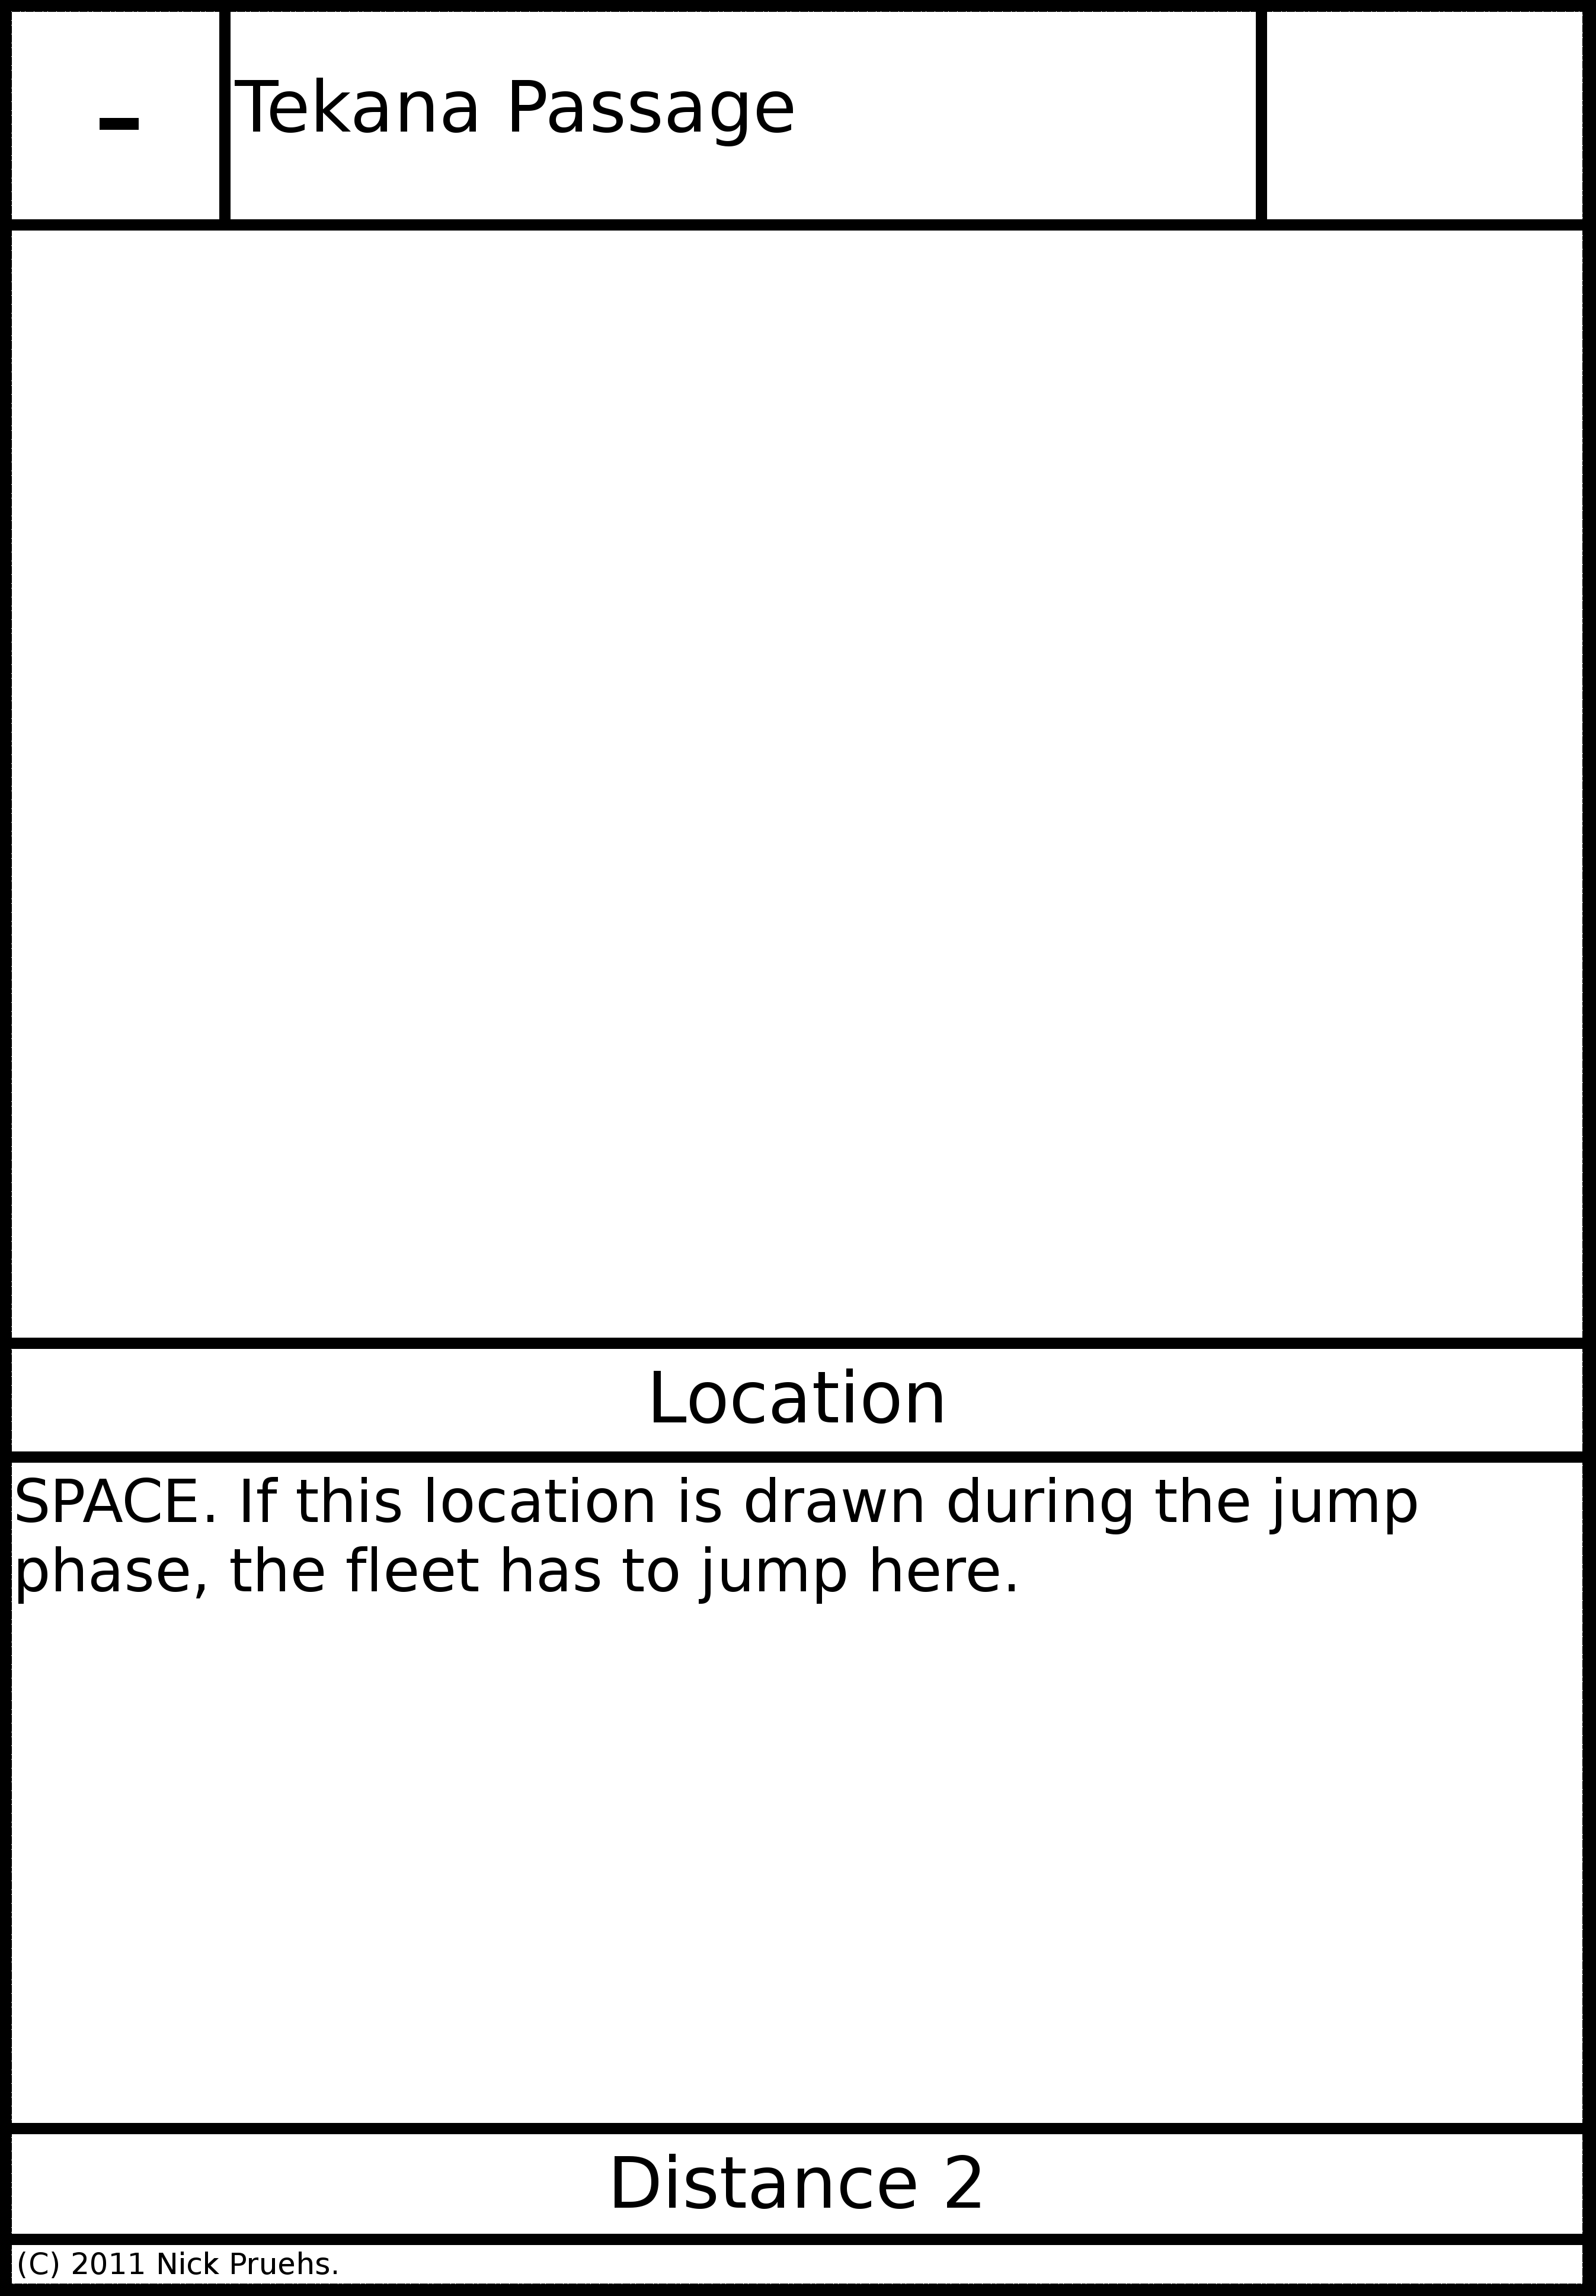 -
Tekana Passage
Location
SPACE. If this location is drawn during the jump
phase, the fleet has to jump here.
Distance 2
(C) 2011 Nick Pruehs.